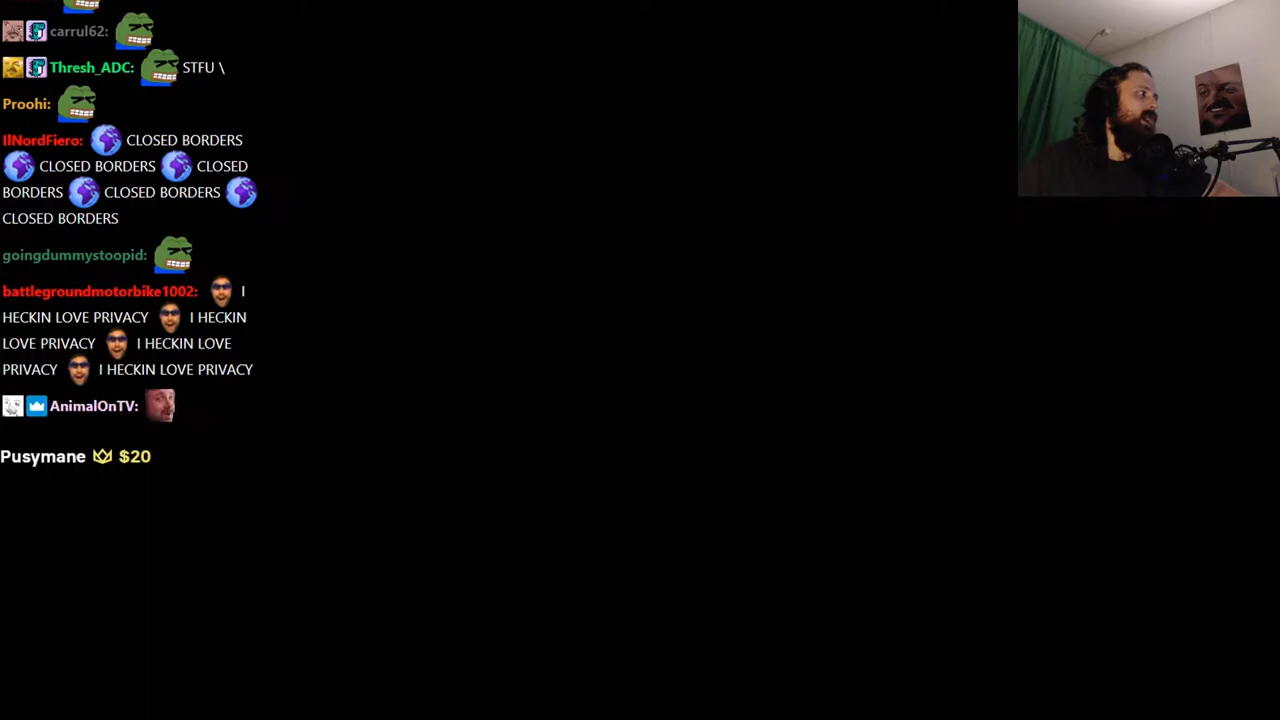 carrul62:
Thresh_ADC: STFU \
Proohi:
IlNordFiero: CLOSED BORDERS
CLOSED BORDERS CLOSED
BORDERS CLOSED BORDERS
CLOSED BORDERS
goingdummystoopid:
battlegroundmotorbike1002: I
HECKIN LOVE PRIVACY I HECKIN
LOVE PRIVACY I HECKIN LOVE
PRIVACY I HECKIN LOVE PRIVACY
AnimalOnTV:
Pusymane $20